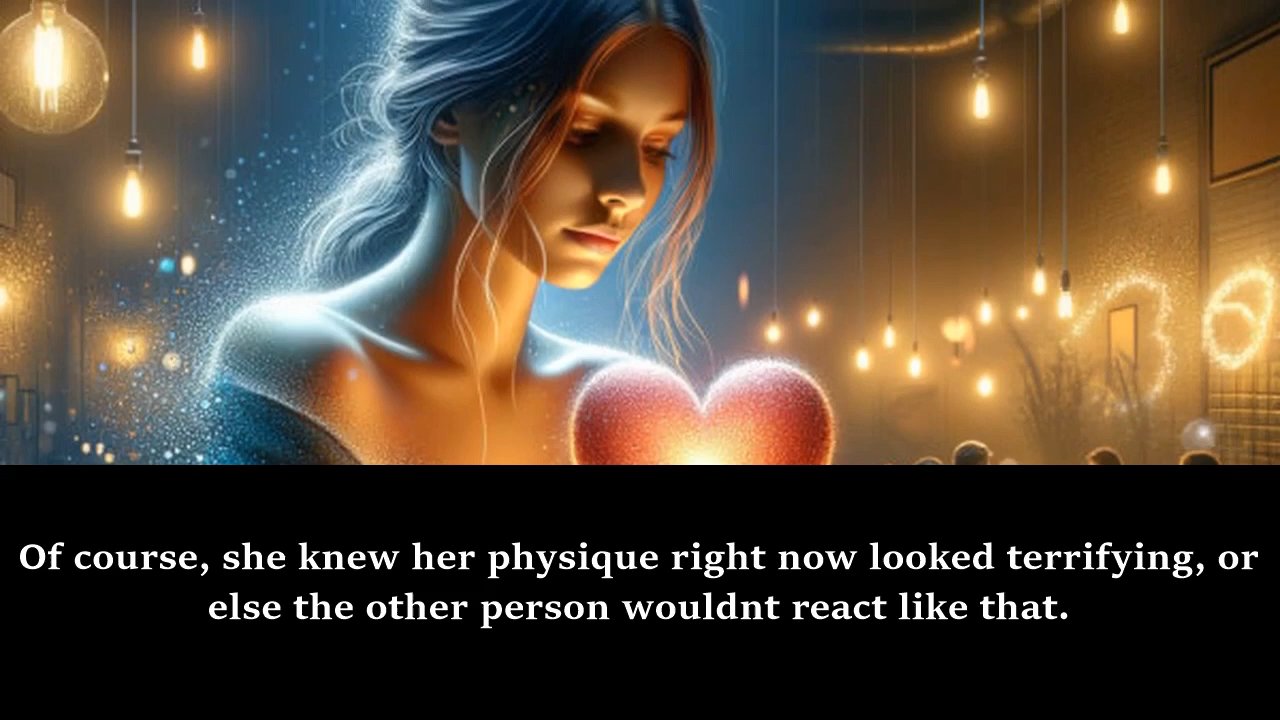 Of course, she knew her physique right now looked terrifying, or
else the other person wouldnt react like that.